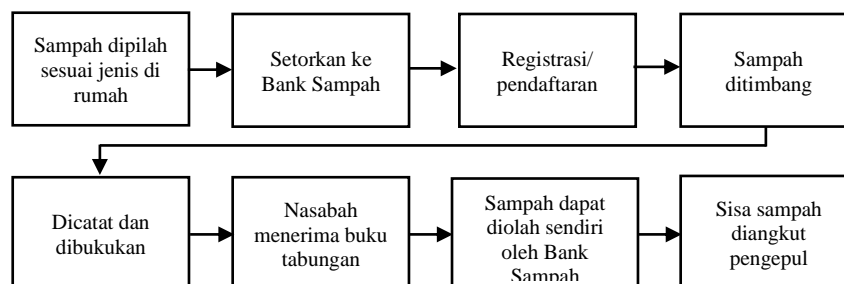 Sampah dipilah
sesuai jenis di
rumah
Setorkan ke
Bank Sampah
Registrasi/
pendaftaran
Sampah
ditimbang
Dicatat dan
dibukukan
Nasabah
menerima buku
tabungan
Sampah dapat
diolah sendiri
oleh Bank
Sampah
Sisa sampah
diangkut
pengepul